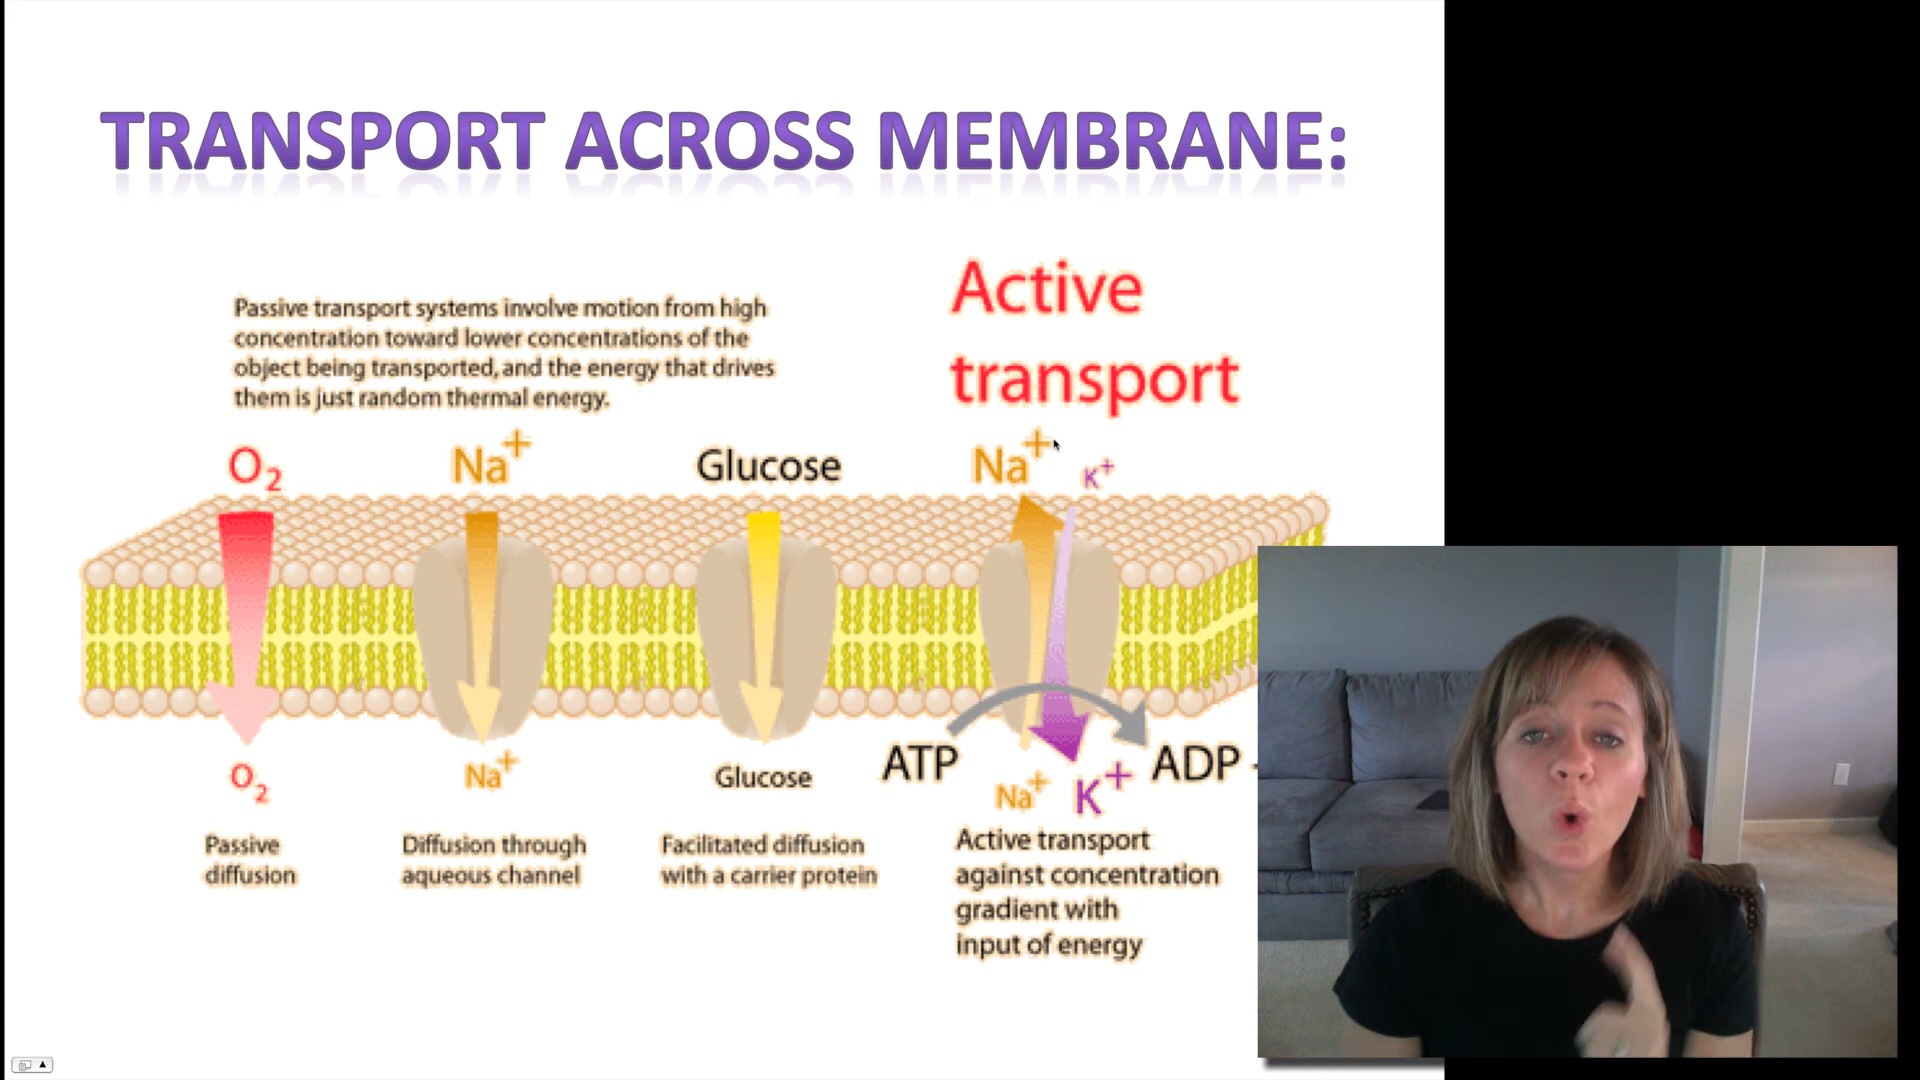 TRANSPORT ACROSS MEMBRANE:
Passive transport systems involve motion from high
concentration toward lower concentrations of the
object being transported, and the energy that drives
them is just random thermal energy.
Active
transport
O₂
Na⁺
Glucose
Na⁺
K⁺
O₂
Na⁺
Glucose
ATP
Na⁺
K⁺
ADP
Passive
diffusion
Diffusion through
aqueous channel
Facilitated diffusion
with a carrier protein
Active transport
against concentration
gradient with
input of energy